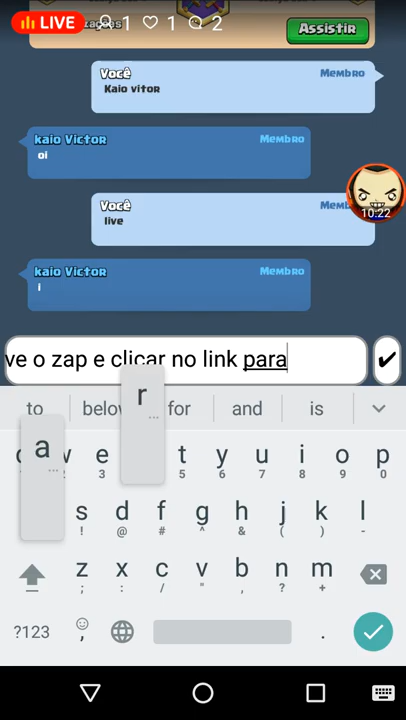 LIVE 1 1 2
Assistir
Você Membro
Kaio vitor
kaio Victor Membro
oi
Você
live
10:22
kaio Victor Membro
ve o zap e clicar no link para
to for and is
r
a
e t y u i o p
3 5 6 7 8 9 0
s d f g h j k l
! @ # ^ & * ( ) -
z x c v b n m
; : / " , ? +
?123 , .